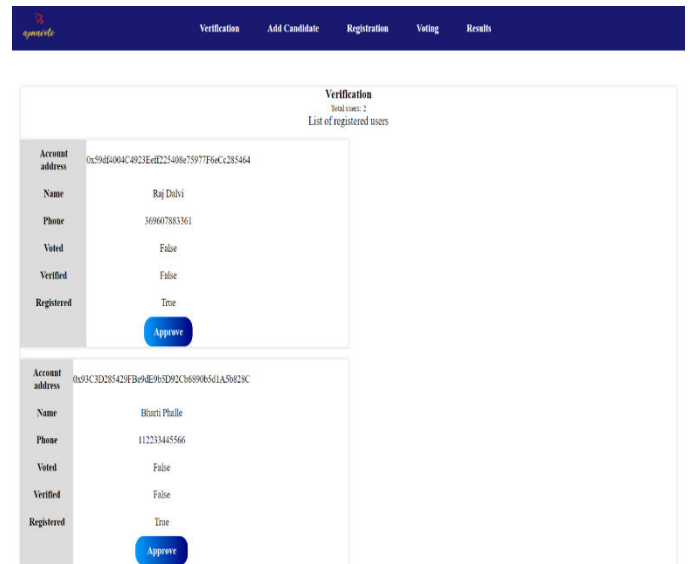 apnavote
Verification Add Candidate Registration Voting Results
Verification
Total users: 2
List of registered users
Account address 0x59df4004C4923Eeff225408e75977F6eCc285464
Name Raj Dalvi
Phone 369607883361
Voted False
Verified False
Registered True
Approve
Account address 0x93C3D285429FBe9dE9b5D92Cb6890b5d1A5b828C
Name Bharti Phalle
Phone 112233445566
Voted False
Verified False
Registered True
Approve